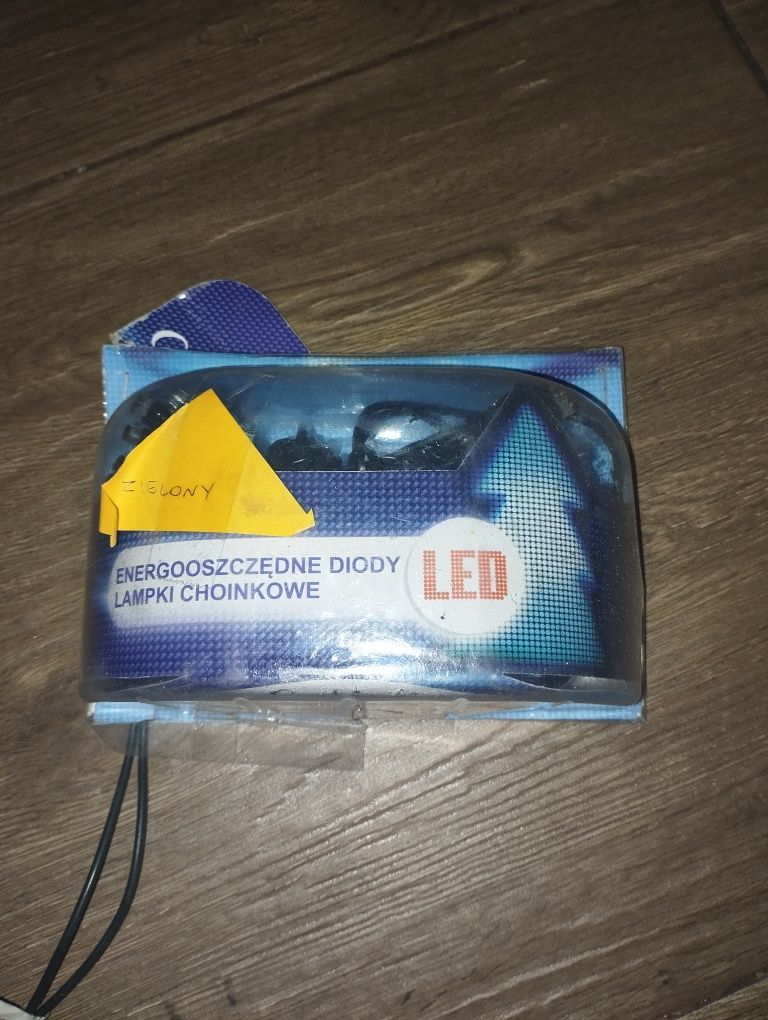 ZIELONY
ENERGOOSZCZĘDNE DIODY
LAMPKI CHOINKOWE
LED